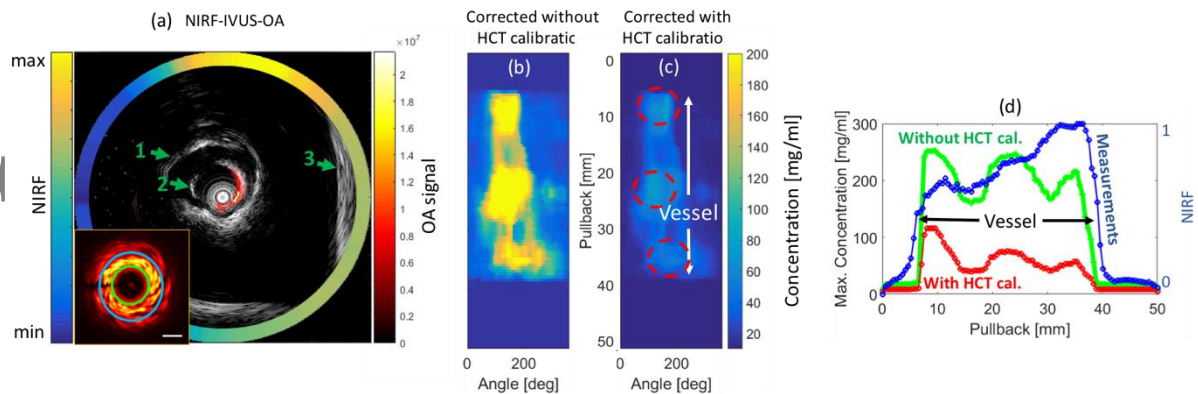 (a) NIRF-IVUS-OA
max
NIRF
min
1
2
3
×10⁷
2
1.8
1.6
1.4
1.2
1
0.8
0.6
0.4
0.2
0
OA signal
Corrected without
HCT calibratic
(b)
0
200
Angle [deg]
Corrected with
HCT calibratio
(c)
Vessel
0
10
20
30
40
50
Pullback [mm]
0
200
Angle [deg]
200
180
160
140
120
100
80
60
40
20
Concentration [mg/ml]
(d)
300
200
100
0
Max. Concentration [mg/ml]
Without HCT cal.
Measurements
Vessel
With HCT cal.
1
0
NIRF
0
10
20
30
40
50
Pullback [mm]